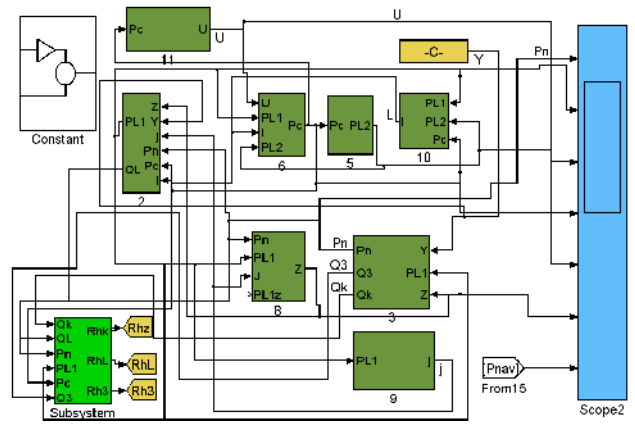 U
Pc U
U
11
-C-
Y
Pn
Constant
Z
PL1 Y
j
Pn
Pc
QL I
2
U
PL1
I Pc
PL2
6
Pc PL2
5
L
PL1
I PL2
Pc
10
Pn
PL1
J Z
PL1z
8
Pn
Q3
Qk
Pn Y
Q3 PL1
Qk Z
3
PL1 j
9
j
Qk Rhk
QL
Pn RhL
PL1
Pc Rh3
Q3
Subsystem
Rhz
RhL
Rh3
[Pnav]
From15
Scope2